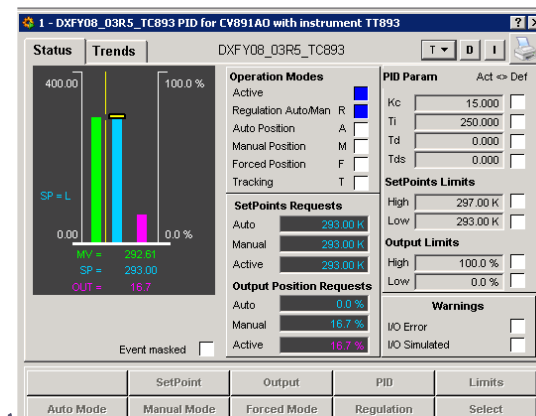 1 - DXFY08_03R5_TC893 PID for CV891AO with instrument TT893
Status Trends DXFY08_03R5_TC893 T D I
400.00 100.0 %
SP = L
0.00 0.0 %
MV = 292.61
SP = 293.00
OUT = 16.7
Event masked
Operation Modes
Active
Regulation Auto/Man R
Auto Position A
Manual Position M
Forced Position F
Tracking T
SetPoints Requests
Auto 293.00 K
Manual 293.00 K
Active 293.00 K
Output Position Requests
Auto 0.0 %
Manual 16.7 %
Active 16.7 %
PID Param Act <> Def
Kc 15.000
Ti 250.000
Td 0.000
Tds 0.000
SetPoints Limits
High 297.00 K
Low 293.00 K
Output Limits
High 100.0 %
Low 0.0 %
Warnings
I/O Error
I/O Simulated
SetPoint Output PID Limits
Auto Mode Manual Mode Forced Mode Regulation Select